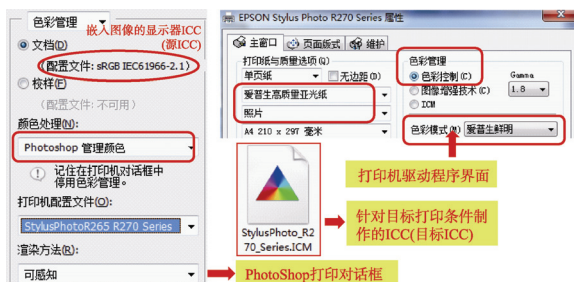 色彩管理
嵌入图像的显示器ICC
(源ICC)
文档(D)
(配置文件: sRGB IEC61966-2.1)
校样(F)
(配置文件: 不可用)
颜色处理(N):
Photoshop 管理颜色
记住在打印机对话框中
停用色彩管理。
打印机配置文件(O):
StylusPhotoR265 R270 Series
渲染方法(R):
可感知
EPSON Stylus Photo R270 Series 属性
主窗口
页面版式
维护
打印纸与质量选项(Q)
单页纸
无边距(B)
爱普生高质量亚光纸
照片
A4 210 x 297 毫米
色彩管理
色彩控制(C)
图像增强技术(C)
ICM
Gamma
1.8
色彩模式(M)
爱普生鲜明
打印机驱动程序界面
StylusPhoto_R2
70_Series.ICM
针对目标打印条件制
作的ICC(目标ICC)
PhotoShop打印对话框